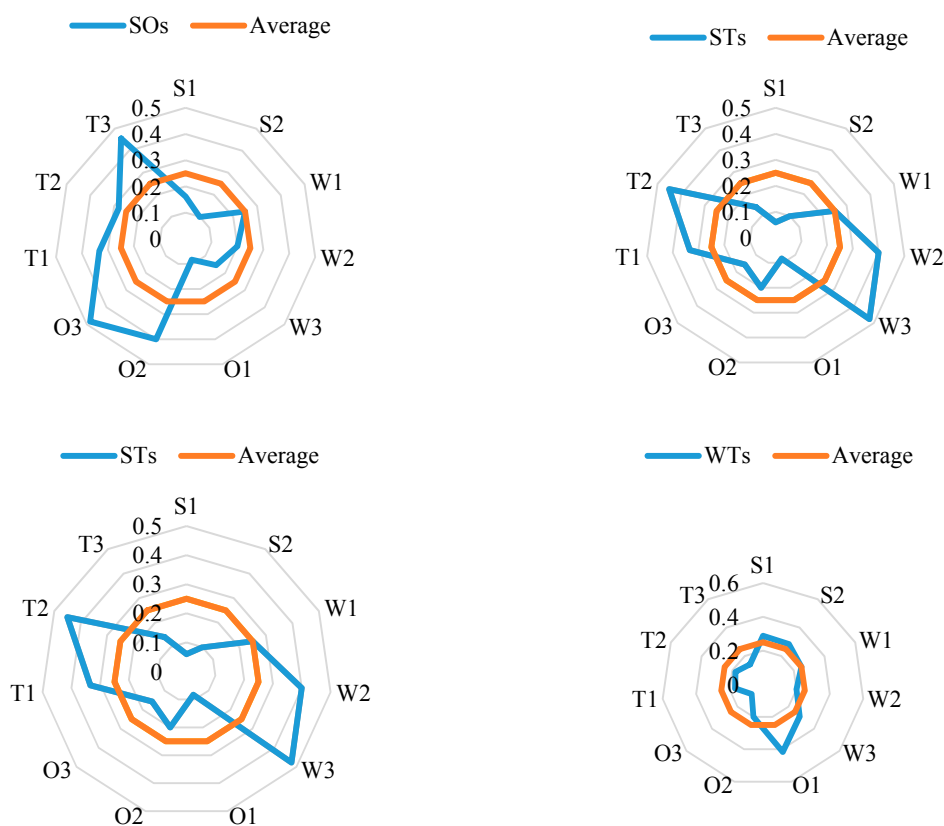 SOs Average
S1
S2
W1
W2
W3
O1
O2
O3
T1
T2
T3
0.5
0.4
0.3
0.2
0.1
0
STs Average
S1
S2
W1
W2
W3
O1
O2
O3
T1
T2
T3
0.5
0.4
0.3
0.2
0.1
0
STs Average
S1
S2
W1
W2
W3
O1
O2
O3
T1
T2
T3
0.5
0.4
0.3
0.2
0.1
0
WTs Average
S1
S2
W1
W2
W3
O1
O2
O3
T1
T2
T3
0.6
0.4
0.2
0